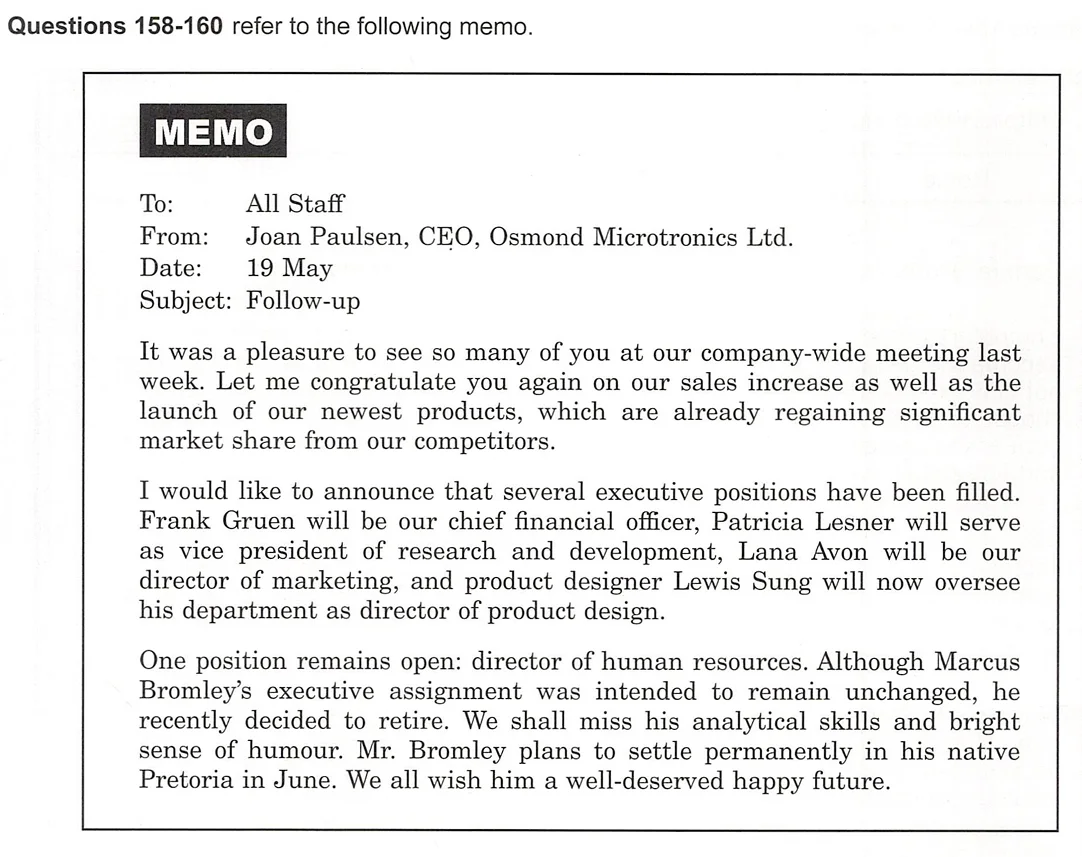 Questions 158-160 refer to the following memo.
MEMO
To: All Staff
From: Joan Paulsen, CEO, Osmond Microtronics Ltd.
Date: 19 May
Subject: Follow-up
It was a pleasure to see so many of you at our company-wide meeting last
week. Let me congratulate you again on our sales increase as well as the
launch of our newest products, which are already regaining significant
market share from our competitors.
I would like to announce that several executive positions have been filled.
Frank Gruen will be our chief financial officer, Patricia Lesner will serve
as vice president of research and development, Lana Avon will be our
director of marketing, and product designer Lewis Sung will now oversee
his department as director of product design.
One position remains open: director of human resources. Although Marcus
Bromley's executive assignment was intended to remain unchanged, he
recently decided to retire. We shall miss his analytical skills and bright
sense of humour. Mr. Bromley plans to settle permanently in his native
Pretoria in June. We all wish him a well-deserved happy future.